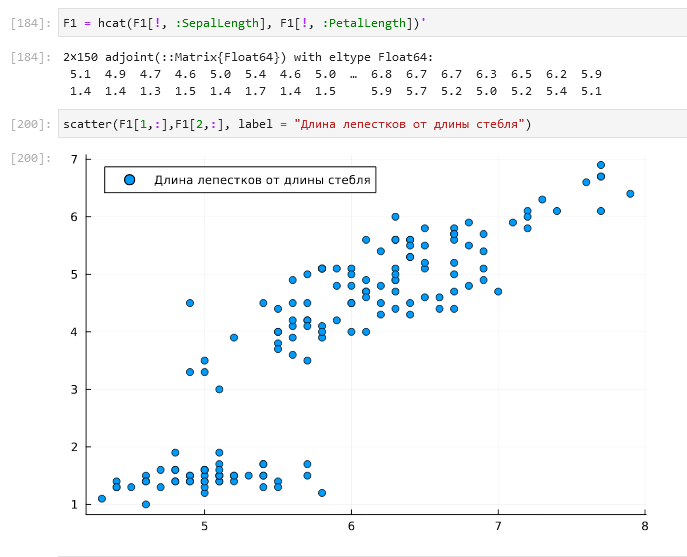 [184]: F1 = hcat(F1[!, :SepalLength], F1[!, :PetalLength])'
[184]: 2×150 adjoint(::Matrix{Float64}) with eltype Float64:
5.1 4.9 4.7 4.6 5.0 5.4 4.6 5.0 … 6.8 6.7 6.7 6.3 6.5 6.2 5.9
1.4 1.4 1.3 1.5 1.4 1.7 1.4 1.5 5.9 5.7 5.2 5.0 5.2 5.4 5.1
[200]: scatter(F1[1,:],F1[2,:], label = "Длина лепестков от длины стебля")
[200]:
7
Длина лепестков от длины стебля
6
5
4
3
2
1
5 6 7 8